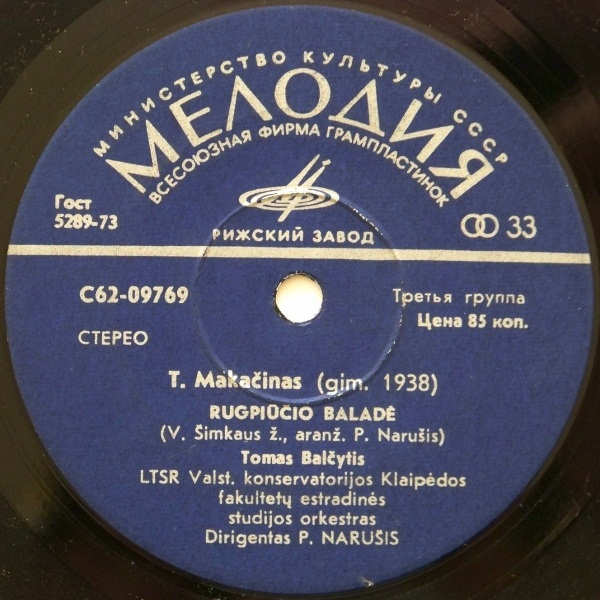 МИНИСТЕРСТВО КУЛЬТУРЫ СССР
МЕЛОДИЯ
ВСЕСОЮЗНАЯ ФИРМА ГРАМПЛАСТИНОК
Гост
5289-73
РИЖСКИЙ ЗАВОД
33
С62-09769
Третья группа
Цена 85 коп.
СТЕРЕО
T. Makačinas (gim. 1938)
RUGPIŪČIO BALADĖ
(V. Šimkaus ž., aranž. P. Narušis)
Tomas Balčytis
LTSR Valst. konservatorijos Klaipėdos
fakultetų estradinės
studijos orkestras
Dirigentas P. NARUŠIS